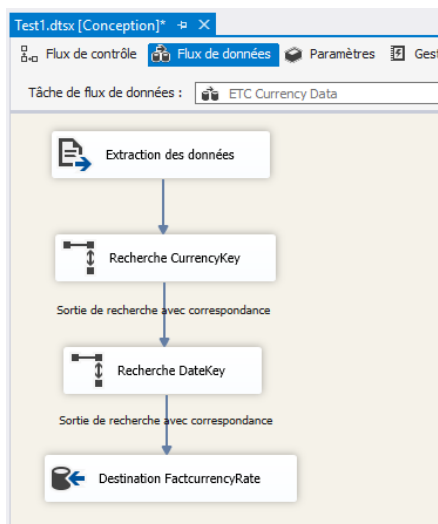 Test1.dtsx [Conception]*
Flux de contrôle Flux de données Paramètres Gest
Tâche de flux de données : ETC Currency Data
Extraction des données
Recherche CurrencyKey
Sortie de recherche avec correspondance
Recherche DateKey
Sortie de recherche avec correspondance
Destination FactcurrencyRate